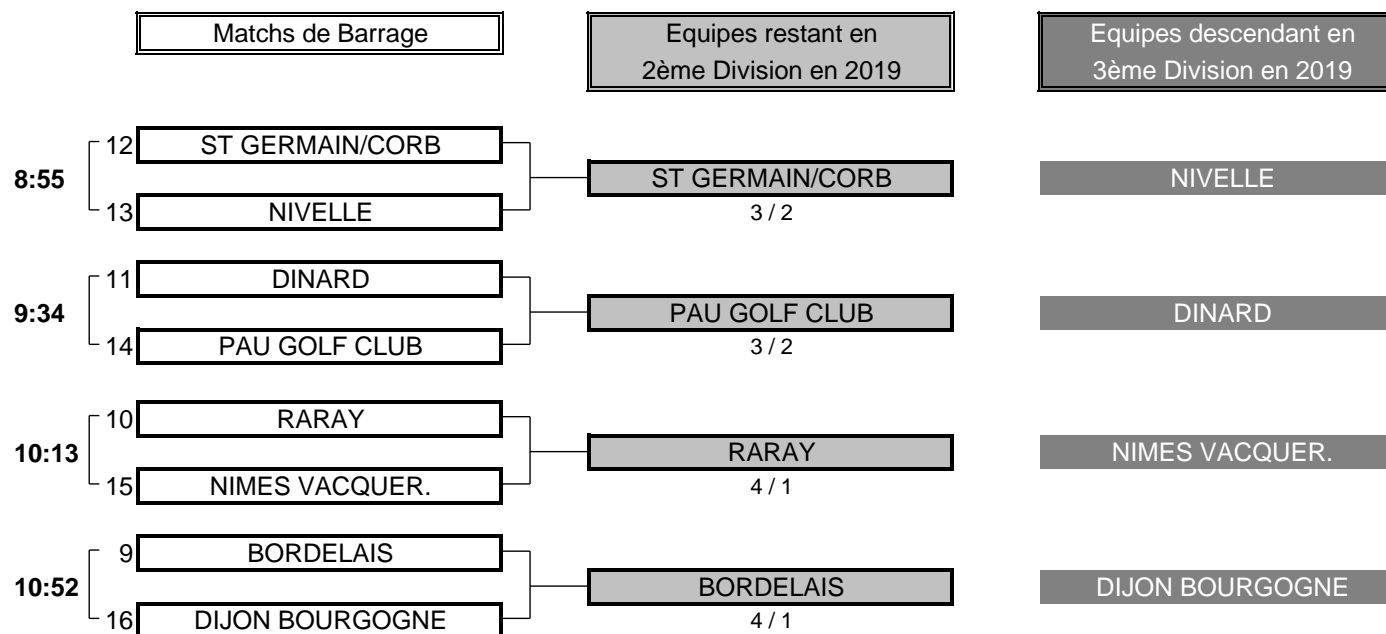 Matchs de Barrage
Equipes restant en
2ème Division en 2019
Equipes descendant en
3ème Division en 2019
8:55
12 ST GERMAIN/CORB
13 NIVELLE
ST GERMAIN/CORB
3 / 2
NIVELLE
9:34
11 DINARD
14 PAU GOLF CLUB
PAU GOLF CLUB
3 / 2
DINARD
10:13
10 RARAY
15 NIMES VACQUER.
RARAY
4 / 1
NIMES VACQUER.
10:52
9 BORDELAIS
16 DIJON BOURGOGNE
BORDELAIS
4 / 1
DIJON BOURGOGNE